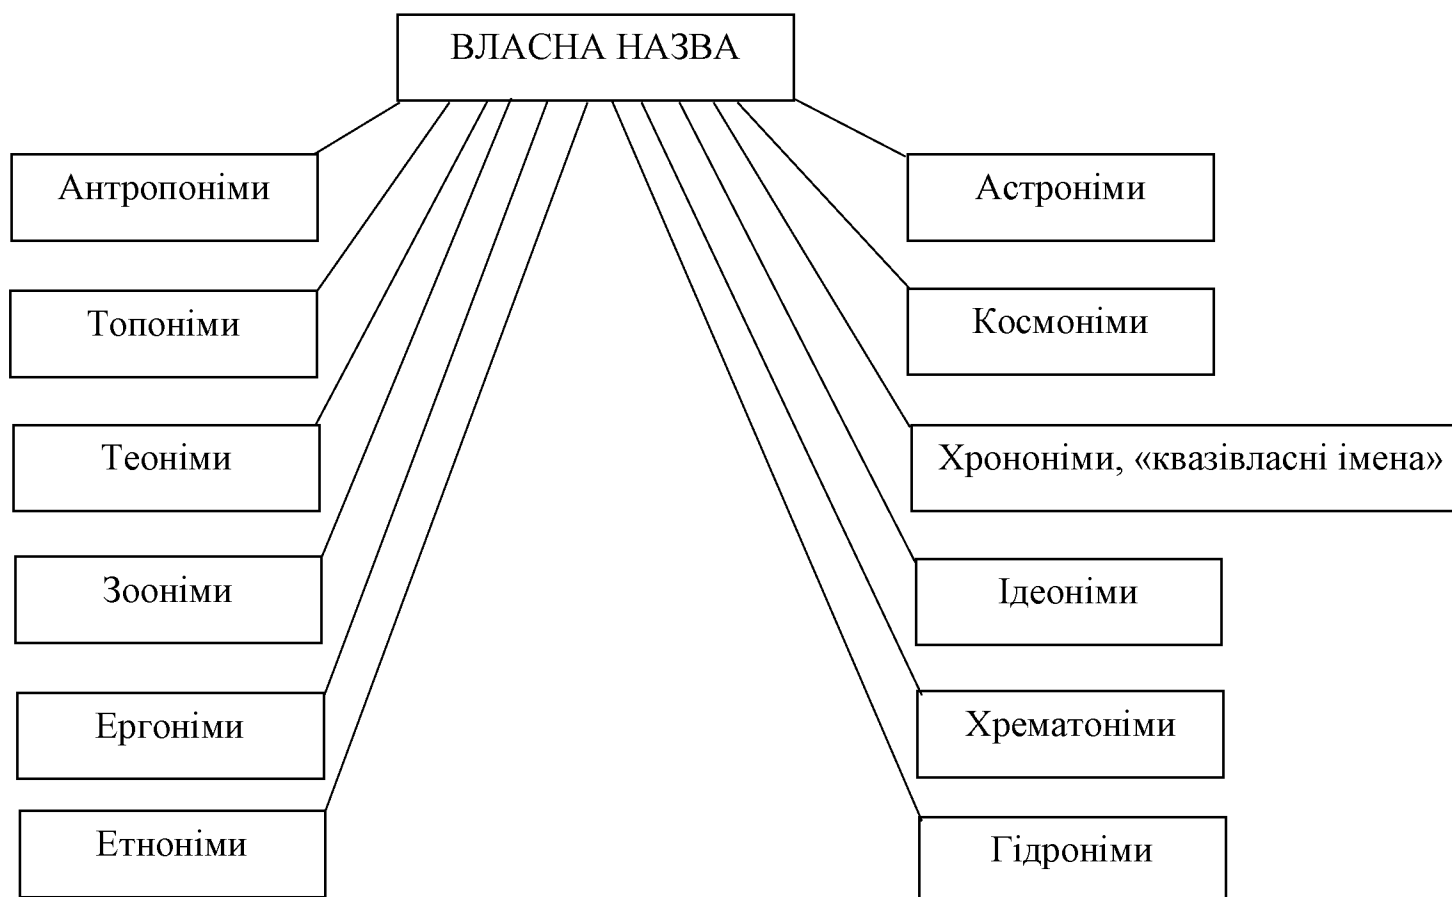 ВЛАСНА НАЗВА
Антропоніми
Астроніми
Топоніми
Космоніми
Теоніми
Хрононіми, «квазівласні імена»
Зооніми
Ідеоніми
Ергоніми
Хрематоніми
Етноніми
Гідроніми